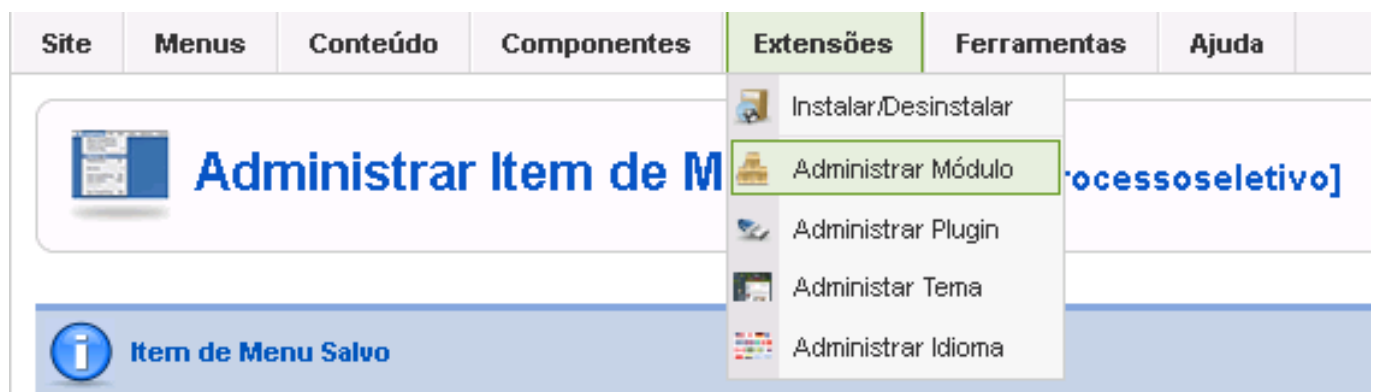 Site Menus Conteúdo Componentes Extensões Ferramentas Ajuda
Instalar/Desinstalar
Administrar Item de M ocessoseletivo]
Administrar Módulo
Administrar Plugin
Administar Tema
Item de Menu Salvo
Administrar Idioma